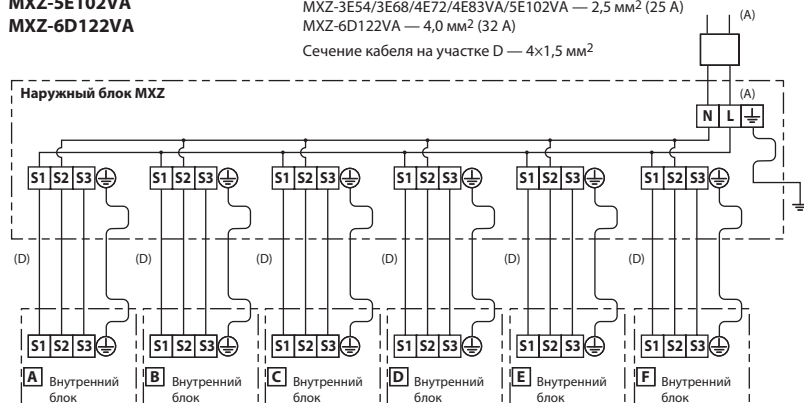 MXZ-5E102VA
MXZ-6D122VA
MXZ-3E54/3E68/4E72/4E83VA/5E102VA — 2,5 мм² (25 А)
MXZ-6D122VA — 4,0 мм² (32 А)
Сечение кабеля на участке D — 4×1,5 мм²
(A)
Наружный блок MXZ
(A)
N L
S1 S2 S3 S1 S2 S3 S1 S2 S3 S1 S2 S3 S1 S2 S3 S1 S2 S3
(D) (D) (D) (D) (D) (D)
S1 S2 S3 S1 S2 S3 S1 S2 S3 S1 S2 S3 S1 S2 S3 S1 S2 S3
A Внутренний блок
B Внутренний блок
C Внутренний блок
D Внутренний блок
E Внутренний блок
F Внутренний блок